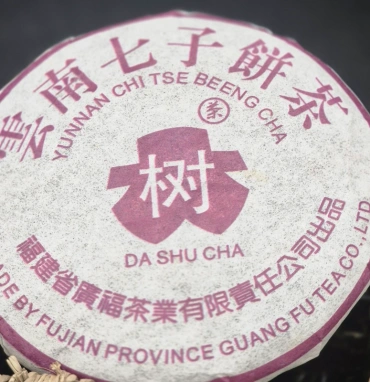 雲南七子餅茶
YUNNAN CHI TSE BEENG CHA
茶
树
DA SHU CHA
福建省廣福茶業有限責任公司出品
MADE BY FUJIAN PROVINCE GUANG FU TEA CO., LTD